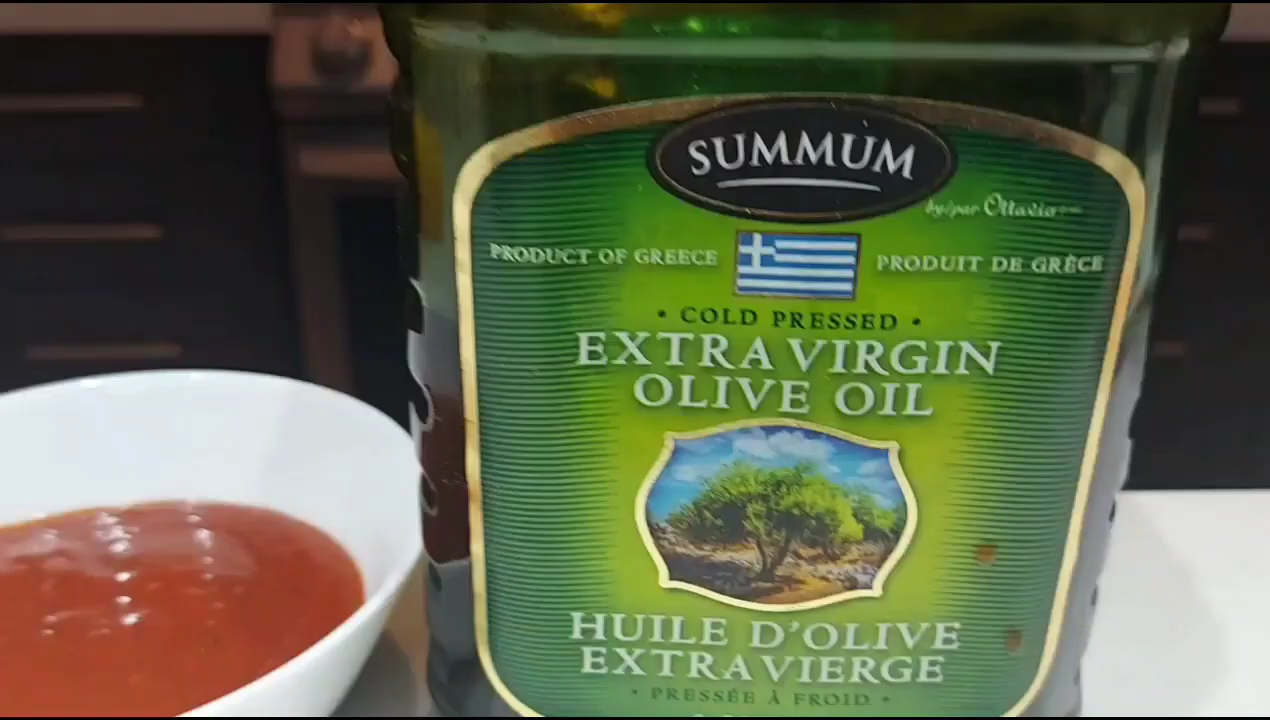 SUMMUM
by/par Ottavio
PRODUCT OF GREECE
PRODUIT DE GRÈCE
• COLD PRESSED •
EXTRA VIRGIN
OLIVE OIL
HUILE D'OLIVE
EXTRA VIERGE
• PRESSÉE À FROID •